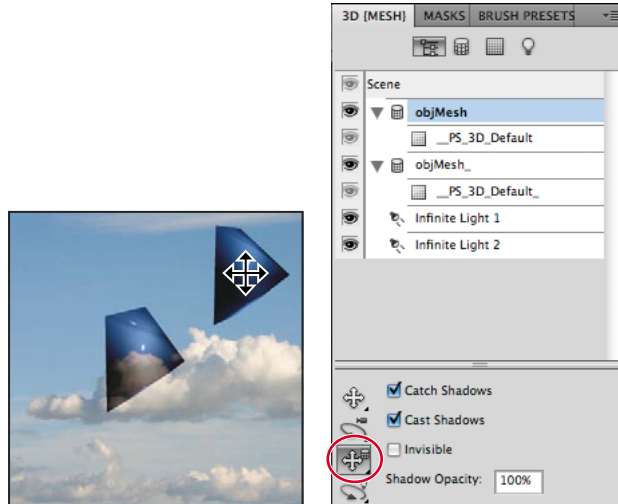 3D {MESH} MASKS BRUSH PRESETS
Scene
objMesh
__PS_3D_Default
objMesh_
__PS_3D_Default_
Infinite Light 1
Infinite Light 2
Catch Shadows
Cast Shadows
Invisible
Shadow Opacity: 100%